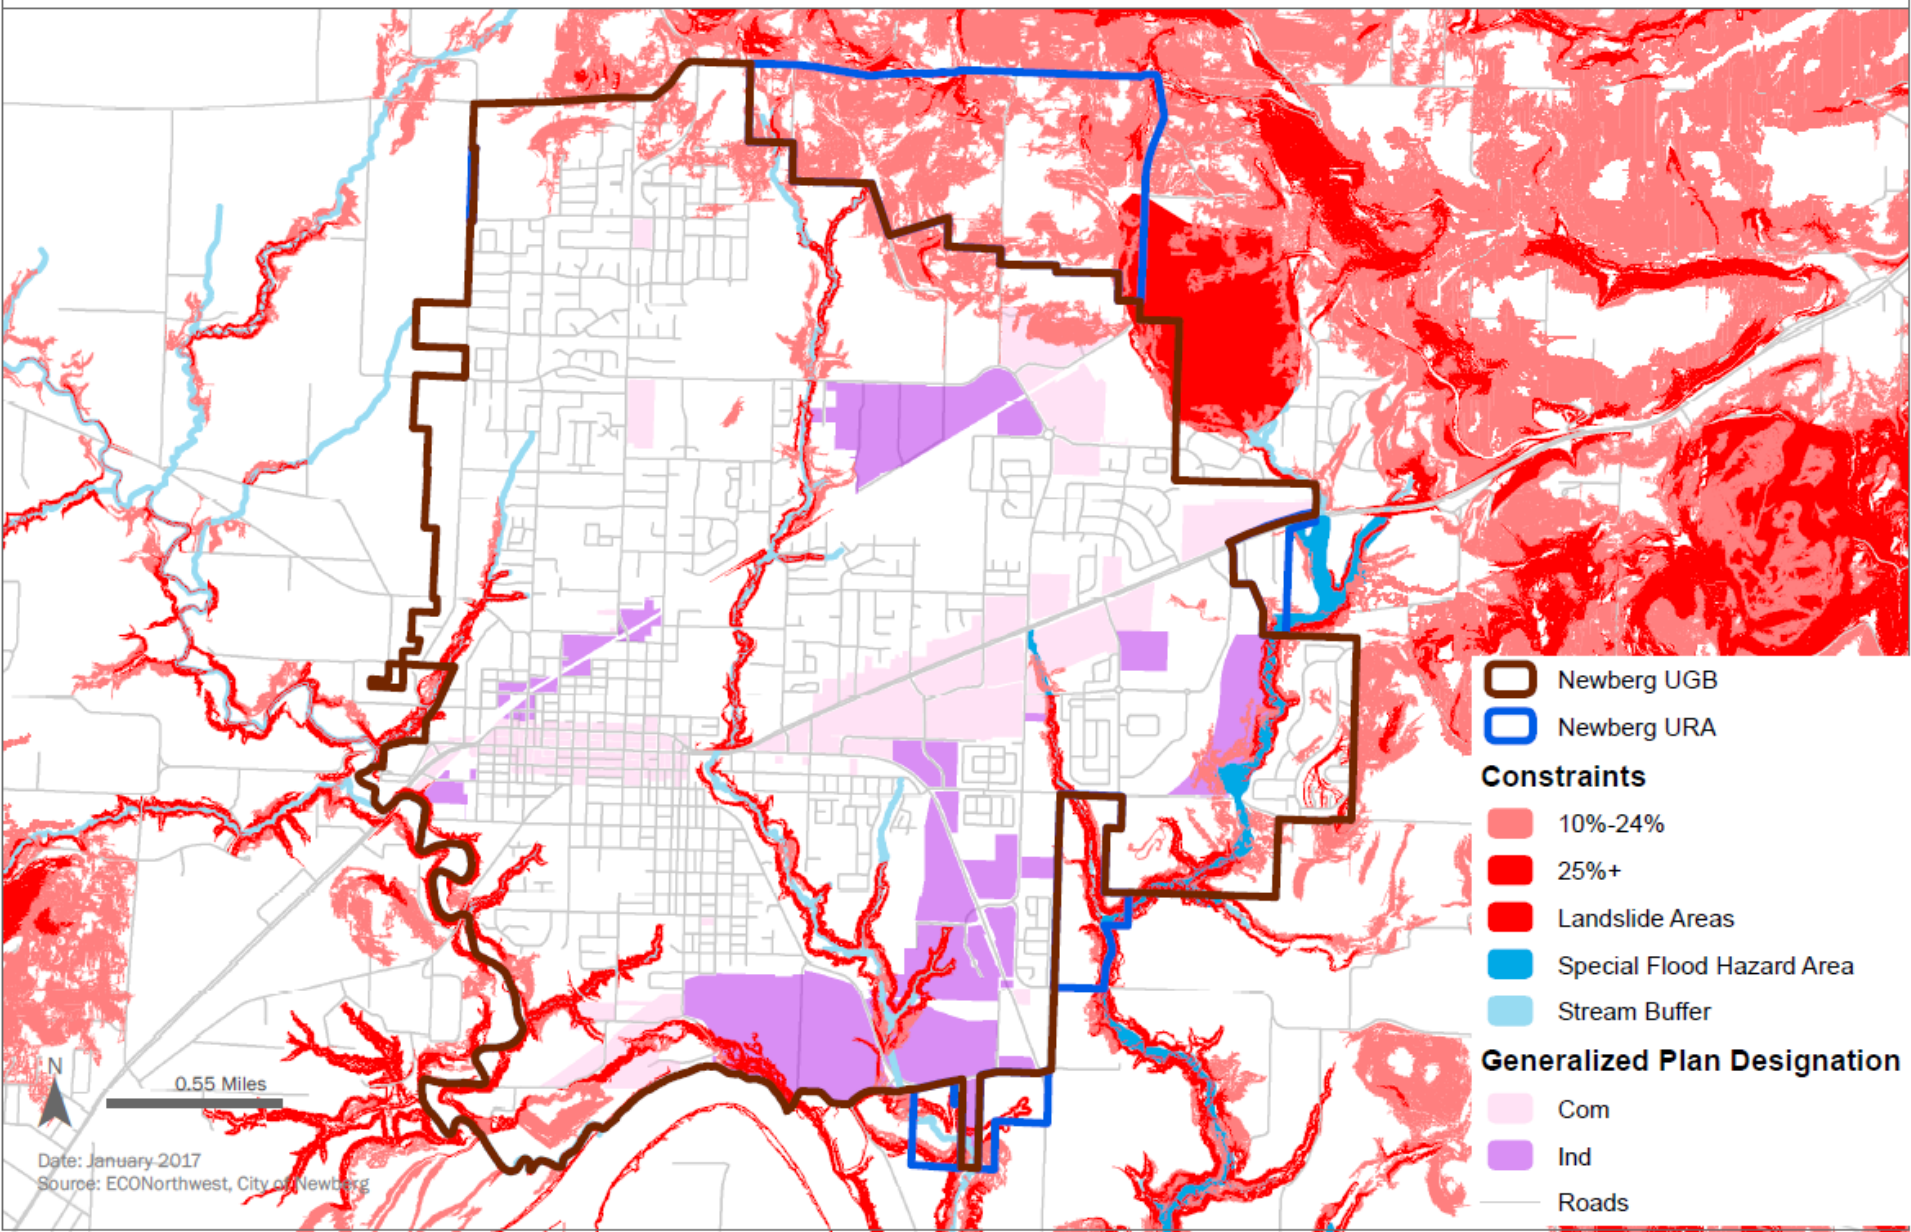 Newberg UGB
Newberg URA
Constraints
10%-24%
25%+
Landslide Areas
Special Flood Hazard Area
Stream Buffer
Generalized Plan Designation
Com
Ind
Roads
N
0.55 Miles
Date: January 2017
Source: ECONorthwest, City of Newberg